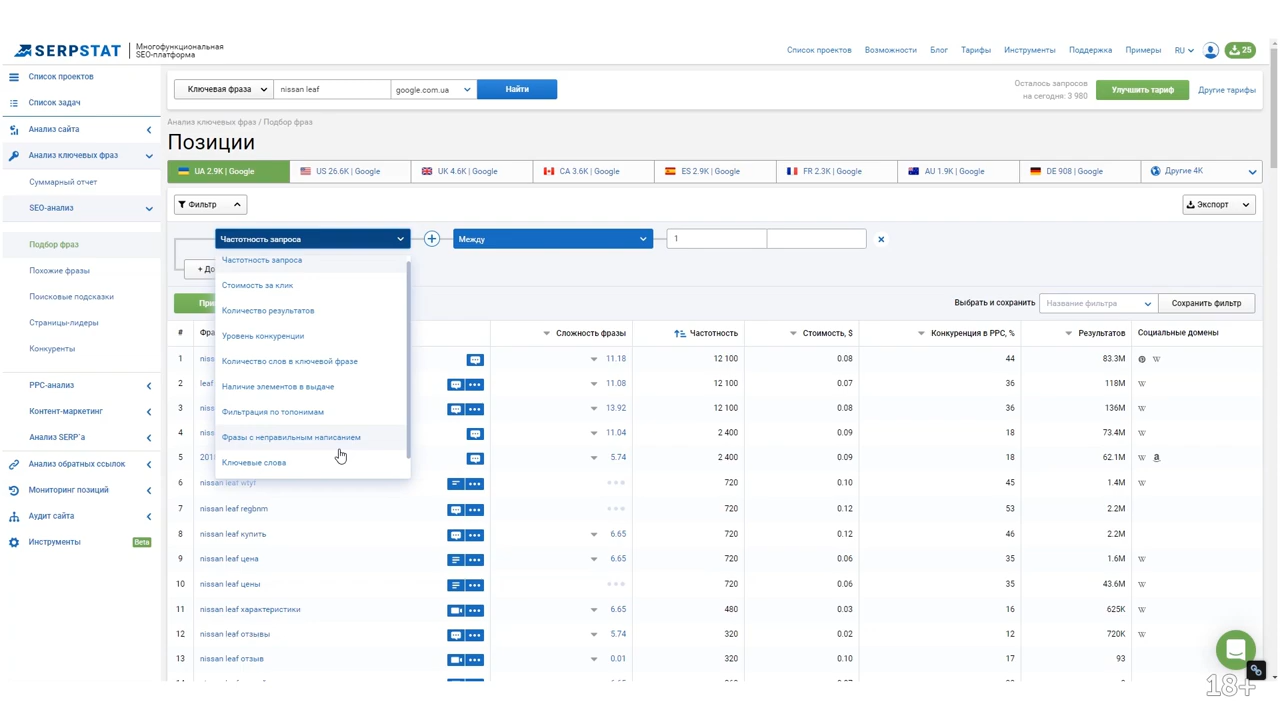 SERPSTAT
Многофункциональная
SEO-платформа
Список проектов
Возможности
Блог
Тарифы
Инструменты
Поддержка
Примеры
RU
25
Список проектов
Список задач
Анализ сайта
Анализ ключевых фраз
Суммарный отчет
SEO-анализ
Подбор фраз
Похожие фразы
Поисковые подсказки
Страницы-лидеры
Конкуренты
PPC-анализ
Контент-маркетинг
Анализ SERP'a
Анализ обратных ссылок
Мониторинг позиций
Аудит сайта
Инструменты Beta
Ключевая фраза nissan leaf google.com.ua Найти
Осталось запросов
на сегодня: 3 980
Улучшить тариф
Другие тарифы
Анализ ключевых фраз / Подбор фраз
Позиции
UA 2.9K | Google US 26.6K | Google UK 4.6K | Google CA 3.6K | Google ES 2.9K | Google FR 2.3K | Google AU 1.9K | Google DE 908 | Google Другие 4K
Фильтр
Экспорт
Частотность запроса
Между
1
+ До
При
Частотность запроса
Стоимость за клик
Количество результатов
Уровень конкуренции
Количество слов в ключевой фразе
Наличие элементов в выдаче
Фильтрация по топонимам
Фразы с неправильным написанием
Ключевые слова
Выбрать и сохранить Название фильтра Сохранить фильтр
# Фра Сложность фразы Частотность Стоимость, $ Конкуренция в PPC, % Результатов Социальные домены
1 niss 11.18 12 100 0.08 44 83.3M
2 leaf 11.08 12 100 0.07 36 118M
3 niss 13.92 12 100 0.08 36 136M
4 niss 11.04 2 400 0.09 18 73.4M
5 201 5.74 2 400 0.09 18 62.1M
6 nissan leaf wtyf 720 0.10 45 1.4M
7 nissan leaf regbnm 720 0.12 53 2.2M
8 nissan leaf купить 6.65 720 0.12 46 2.2M
9 nissan leaf цена 6.65 720 0.06 35 1.6M
10 nissan leaf цены 720 0.06 35 43.6M
11 nissan leaf характеристики 6.65 480 0.03 16 625K
12 nissan leaf отзывы 5.74 320 0.02 12 720K
13 nissan leaf отзыв 0.01 320 0.10 17 93
18+